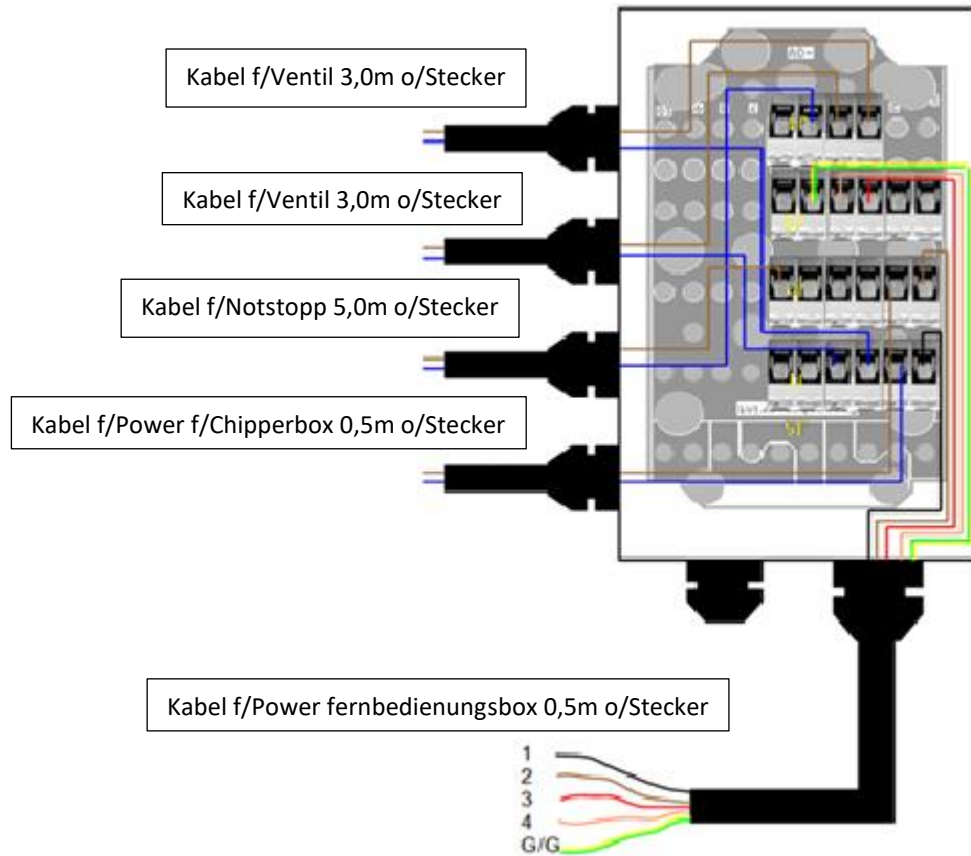 Kabel f/Ventil 3,0m o/Stecker
Kabel f/Ventil 3,0m o/Stecker
Kabel f/Notstopp 5,0m o/Stecker
Kabel f/Power f/Chipperbox 0,5m o/Stecker
Kabel f/Power fernbedienungsbox 0,5m o/Stecker
1
2
3
4
G/G